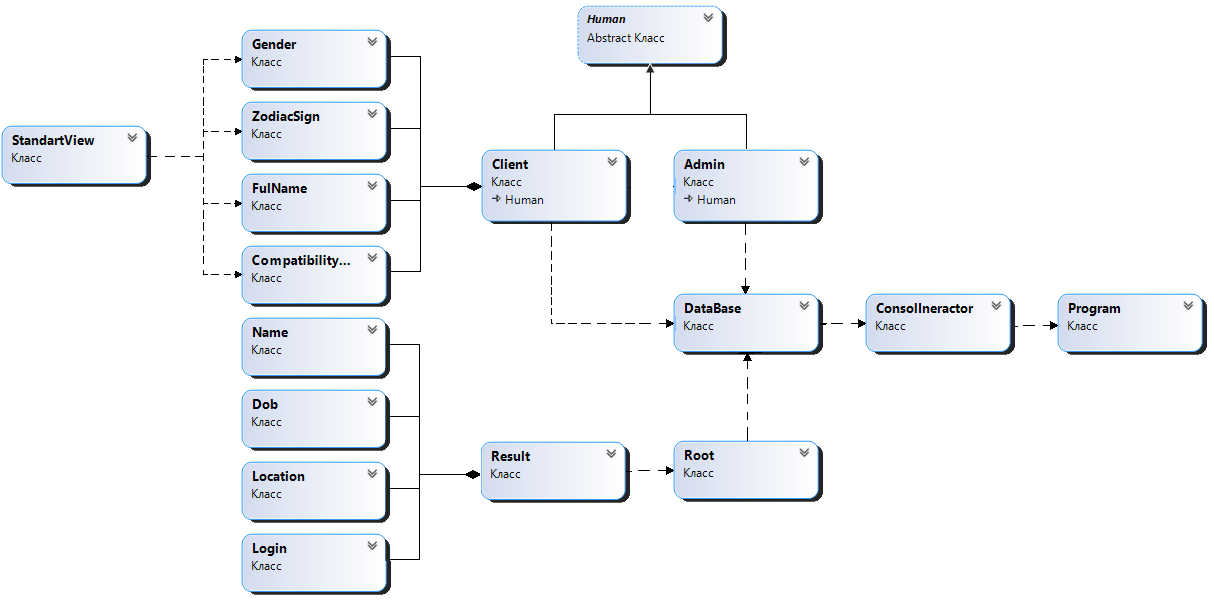 Human
Abstract Класс
Gender
Класс
ZodiacSign
Класс
StandartView
Класс
FulName
Класс
Compatibility...
Класс
Client
Класс
Human
Admin
Класс
Human
Name
Класс
Dob
Класс
Location
Класс
Login
Класс
DataBase
Класс
ConsolIneractor
Класс
Program
Класс
Result
Класс
Root
Класс